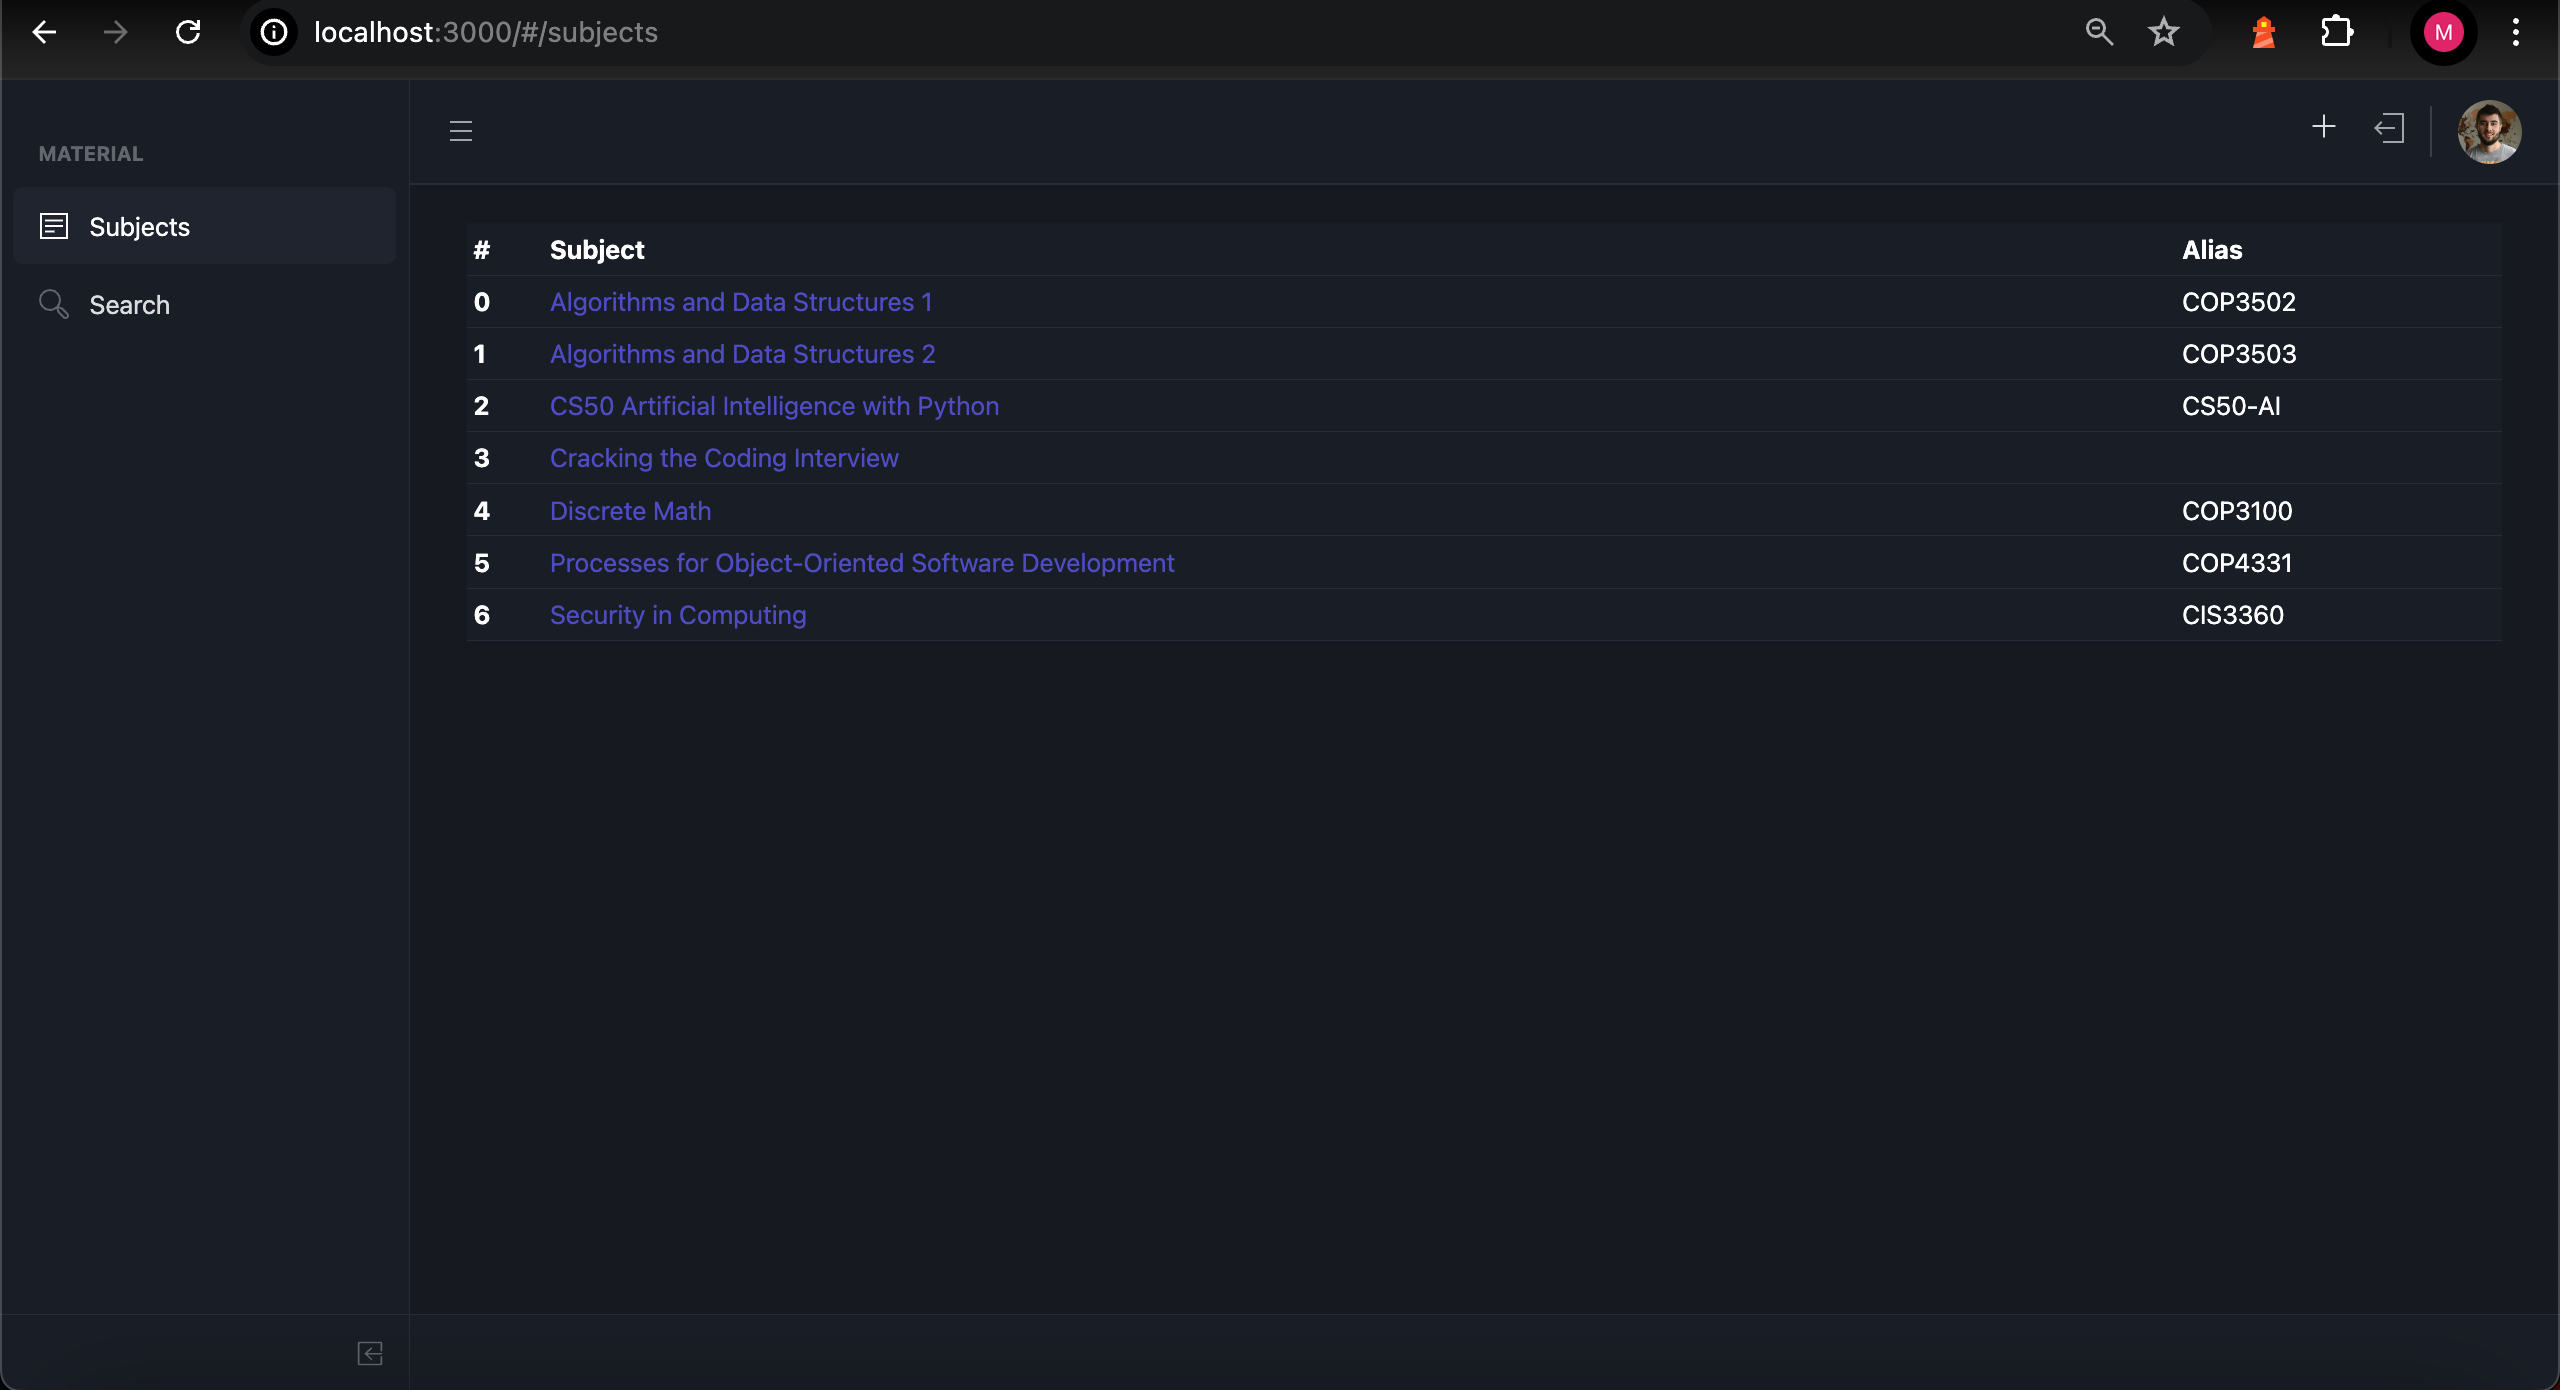 localhost:3000/#/subjects
M
MATERIAL
Subjects
Search
# Subject Alias
0 Algorithms and Data Structures 1 COP3502
1 Algorithms and Data Structures 2 COP3503
2 CS50 Artificial Intelligence with Python CS50-AI
3 Cracking the Coding Interview
4 Discrete Math COP3100
5 Processes for Object-Oriented Software Development COP4331
6 Security in Computing CIS3360